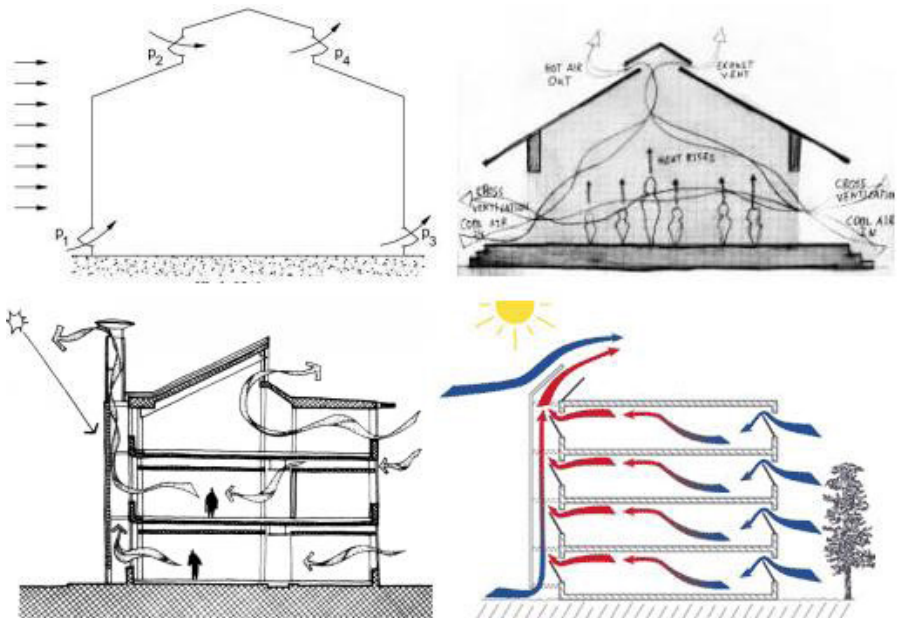 p2
p4
p1
p3
HOT AIR
OUT
EXHAUST
VENT
HEAT RISES
CROSS
VENTILATION
COOL AIR
IN
CROSS
VENTILATION
COOL AIR
IN